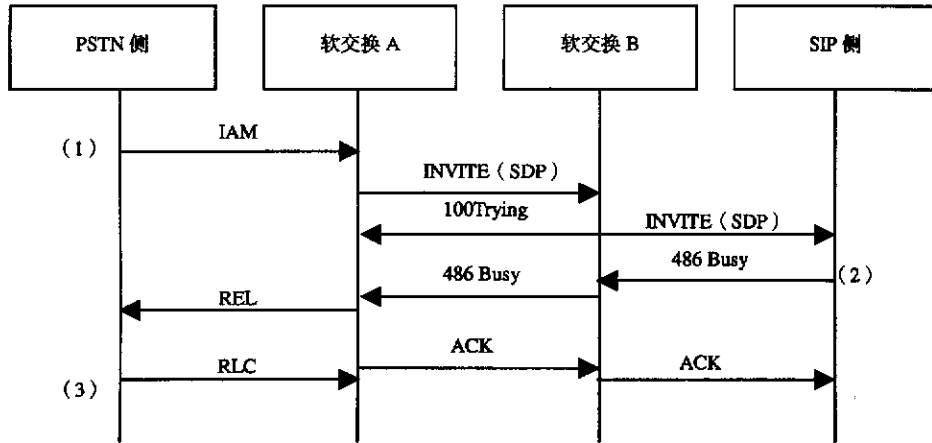 PSTN 侧
软交换 A
软交换 B
SIP 侧
(1)
IAM
INVITE(SDP)
100Trying
INVITE(SDP)
486 Busy
486 Busy
(2)
REL
ACK
RLC
ACK
(3)